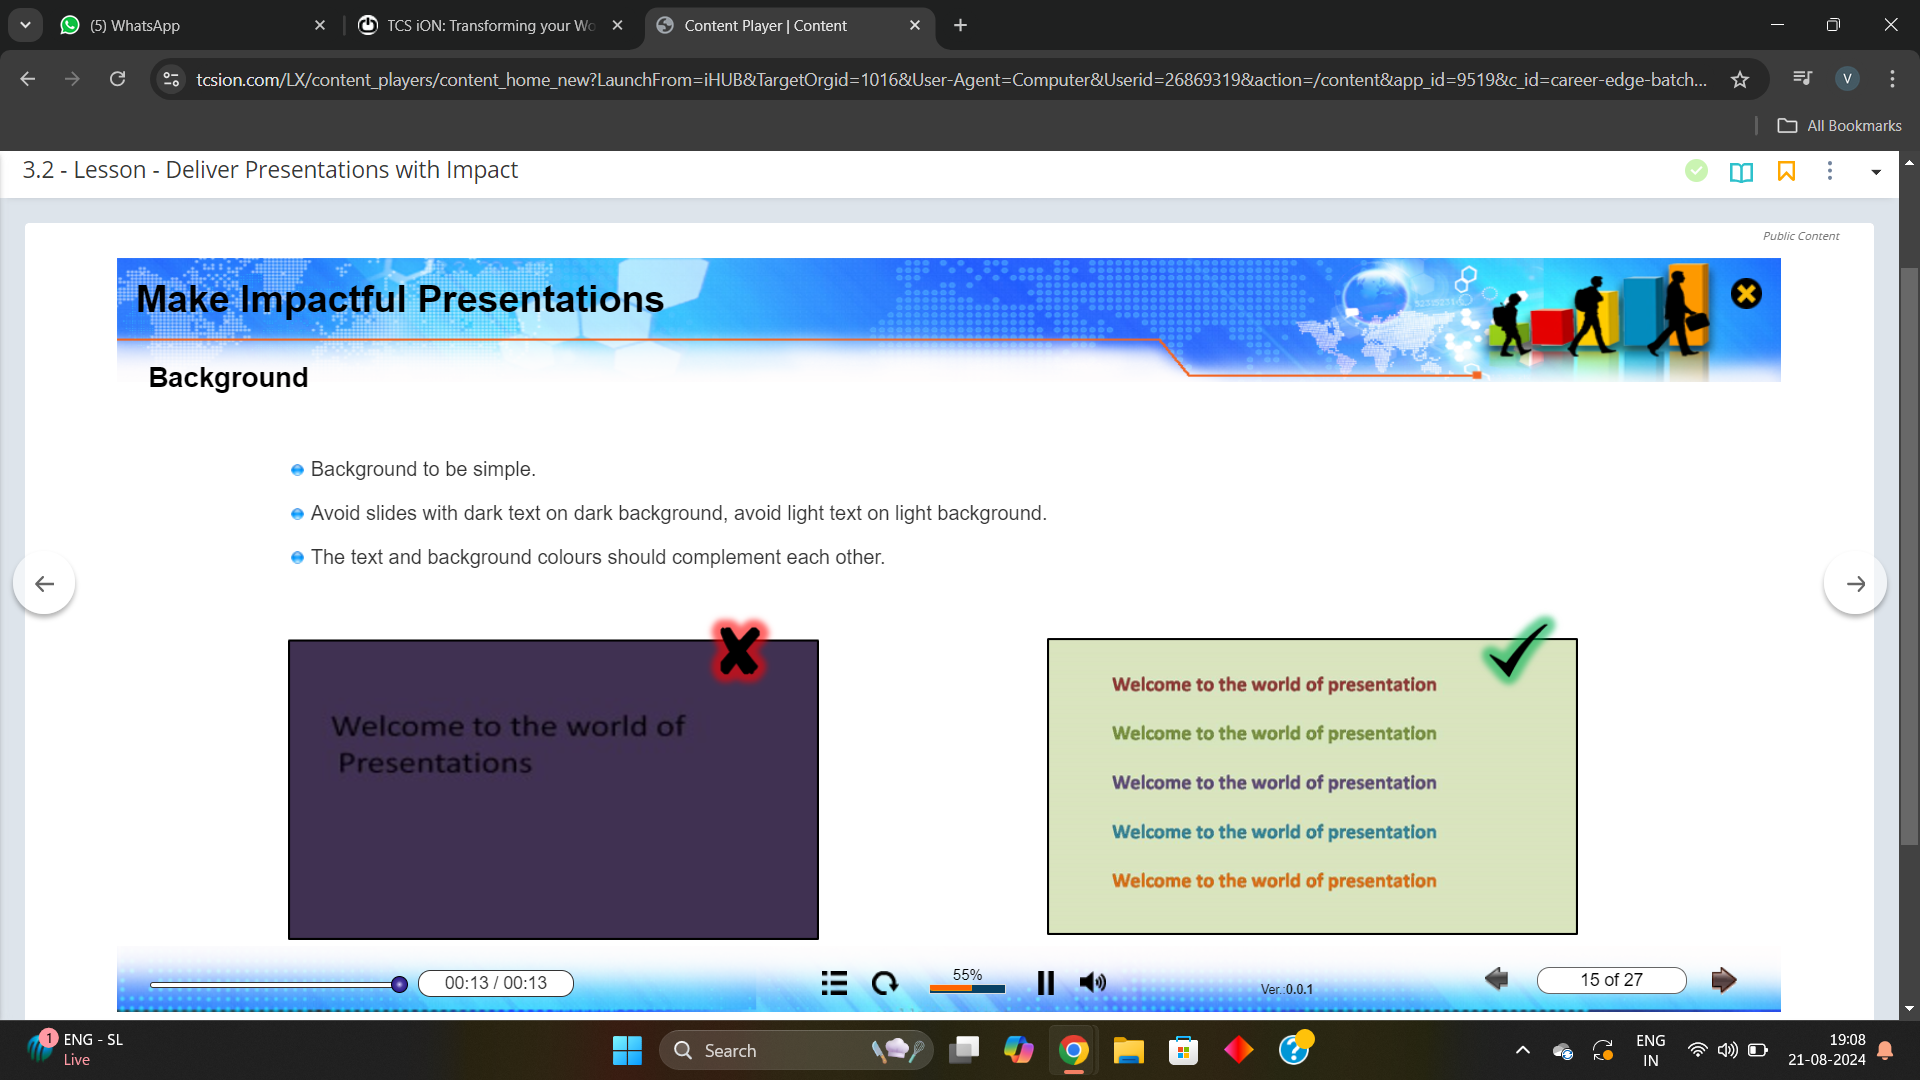 (5) WhatsApp
TCS iON: Transforming your Wo
Content Player | Content
tcsion.com/LX/content_players/content_home_new?LaunchFrom=iHUB&TargetOrgid=1016&User-Agent=Computer&Userid=26869319&action=/content&app_id=9519&c_id=career-edge-batch...
V
All Bookmarks
3.2 - Lesson - Deliver Presentations with Impact
Public Content
Make Impactful Presentations
Background
Background to be simple.
Avoid slides with dark text on dark background, avoid light text on light background.
The text and background colours should complement each other.
Welcome to the world of
Presentations
Welcome to the world of presentation
Welcome to the world of presentation
Welcome to the world of presentation
Welcome to the world of presentation
Welcome to the world of presentation
00:13 / 00:13
55%
Ver.:0.0.1
15 of 27
1
ENG - SL
Live
Search
ENG
IN
19:08
21-08-2024